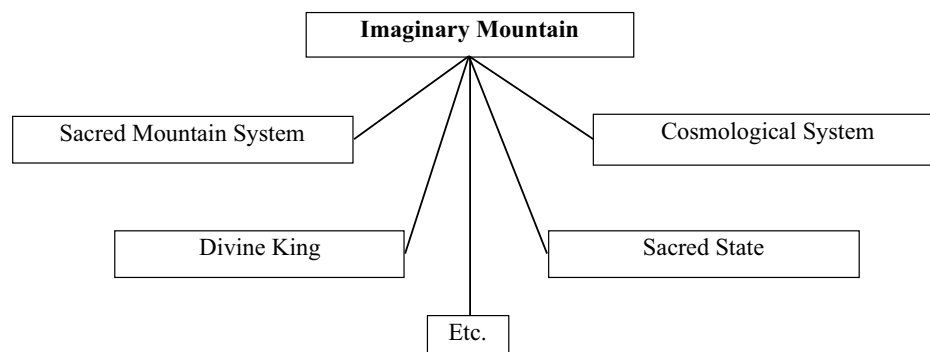 Imaginary Mountain
Sacred Mountain System
Cosmological System
Divine King
Sacred State
Etc.